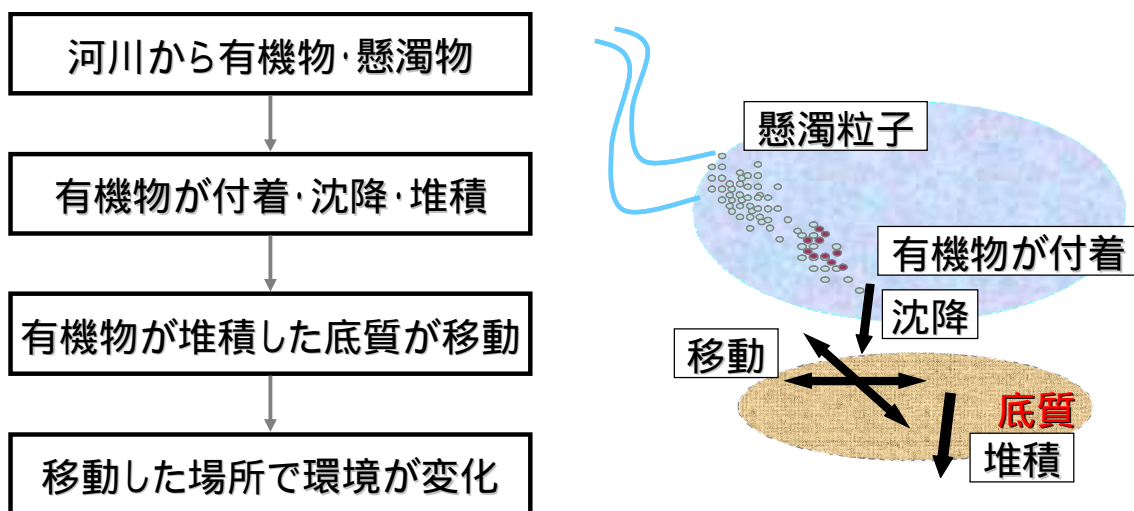 河川から有機物・懸濁物
有機物が付着・沈降・堆積
有機物が堆積した底質が移動
移動した場所で環境が変化
懸濁粒子
有機物が付着
沈降
移動
底質
堆積